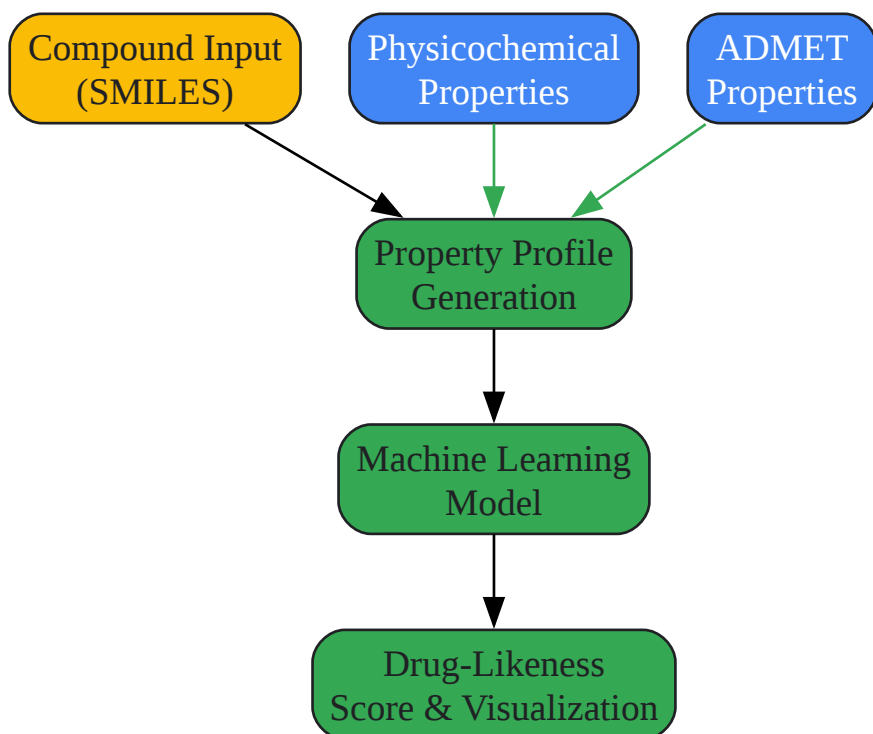 Compound Input
(SMILES)
Physicochemical
Properties
ADMET
Properties
Property Profile
Generation
Machine Learning
Model
Drug-Likeness
Score & Visualization